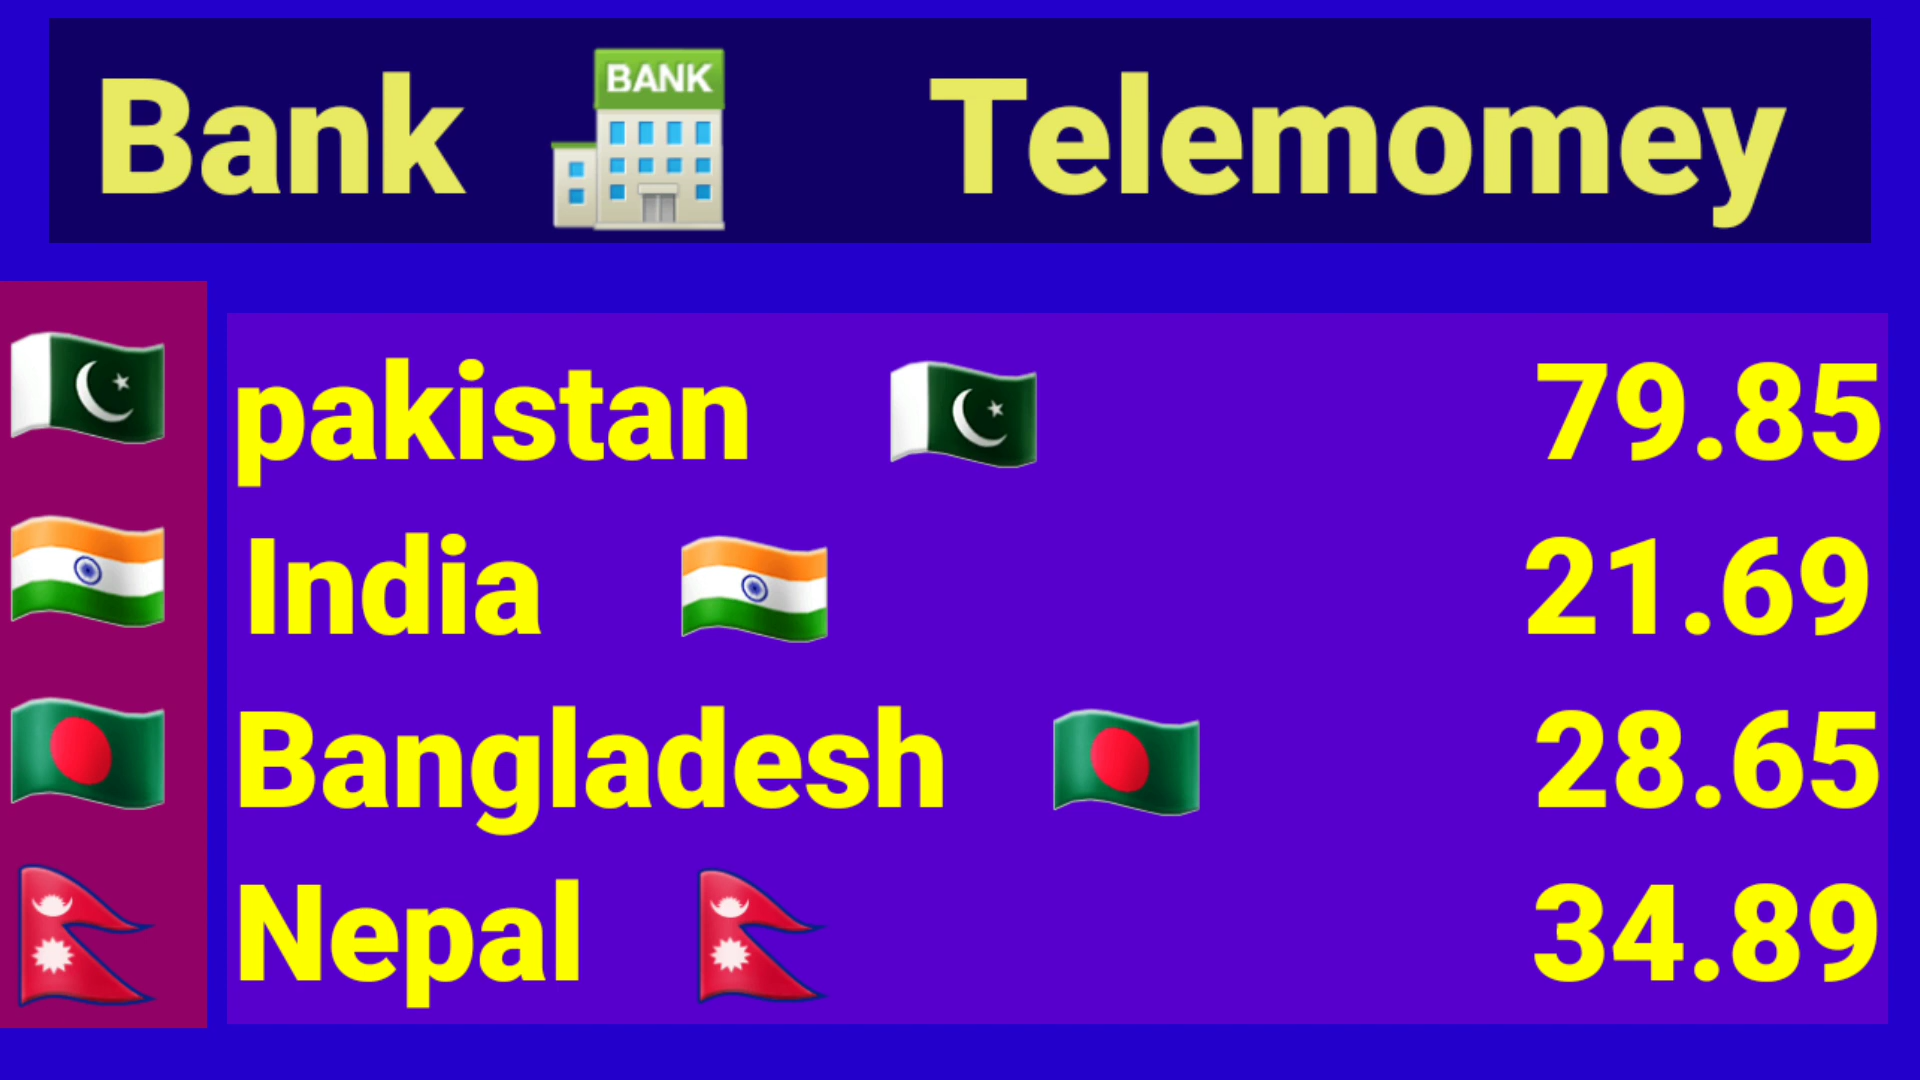 Bank BANK Telemomey
pakistan 79.85
India 21.69
Bangladesh 28.65
Nepal 34.89